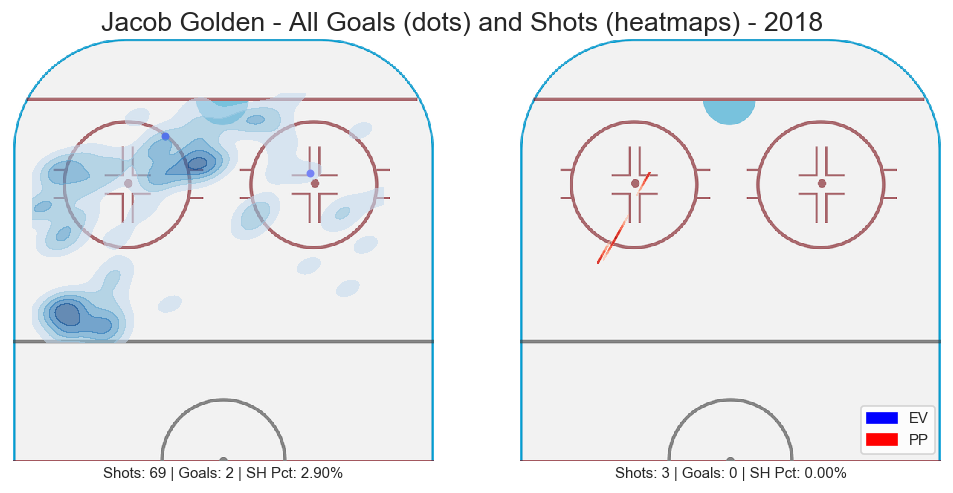 Jacob Golden - All Goals (dots) and Shots (heatmaps) - 2018
EV
PP
Shots: 69 | Goals: 2 | SH Pct: 2.90%
Shots: 3 | Goals: 0 | SH Pct: 0.00%